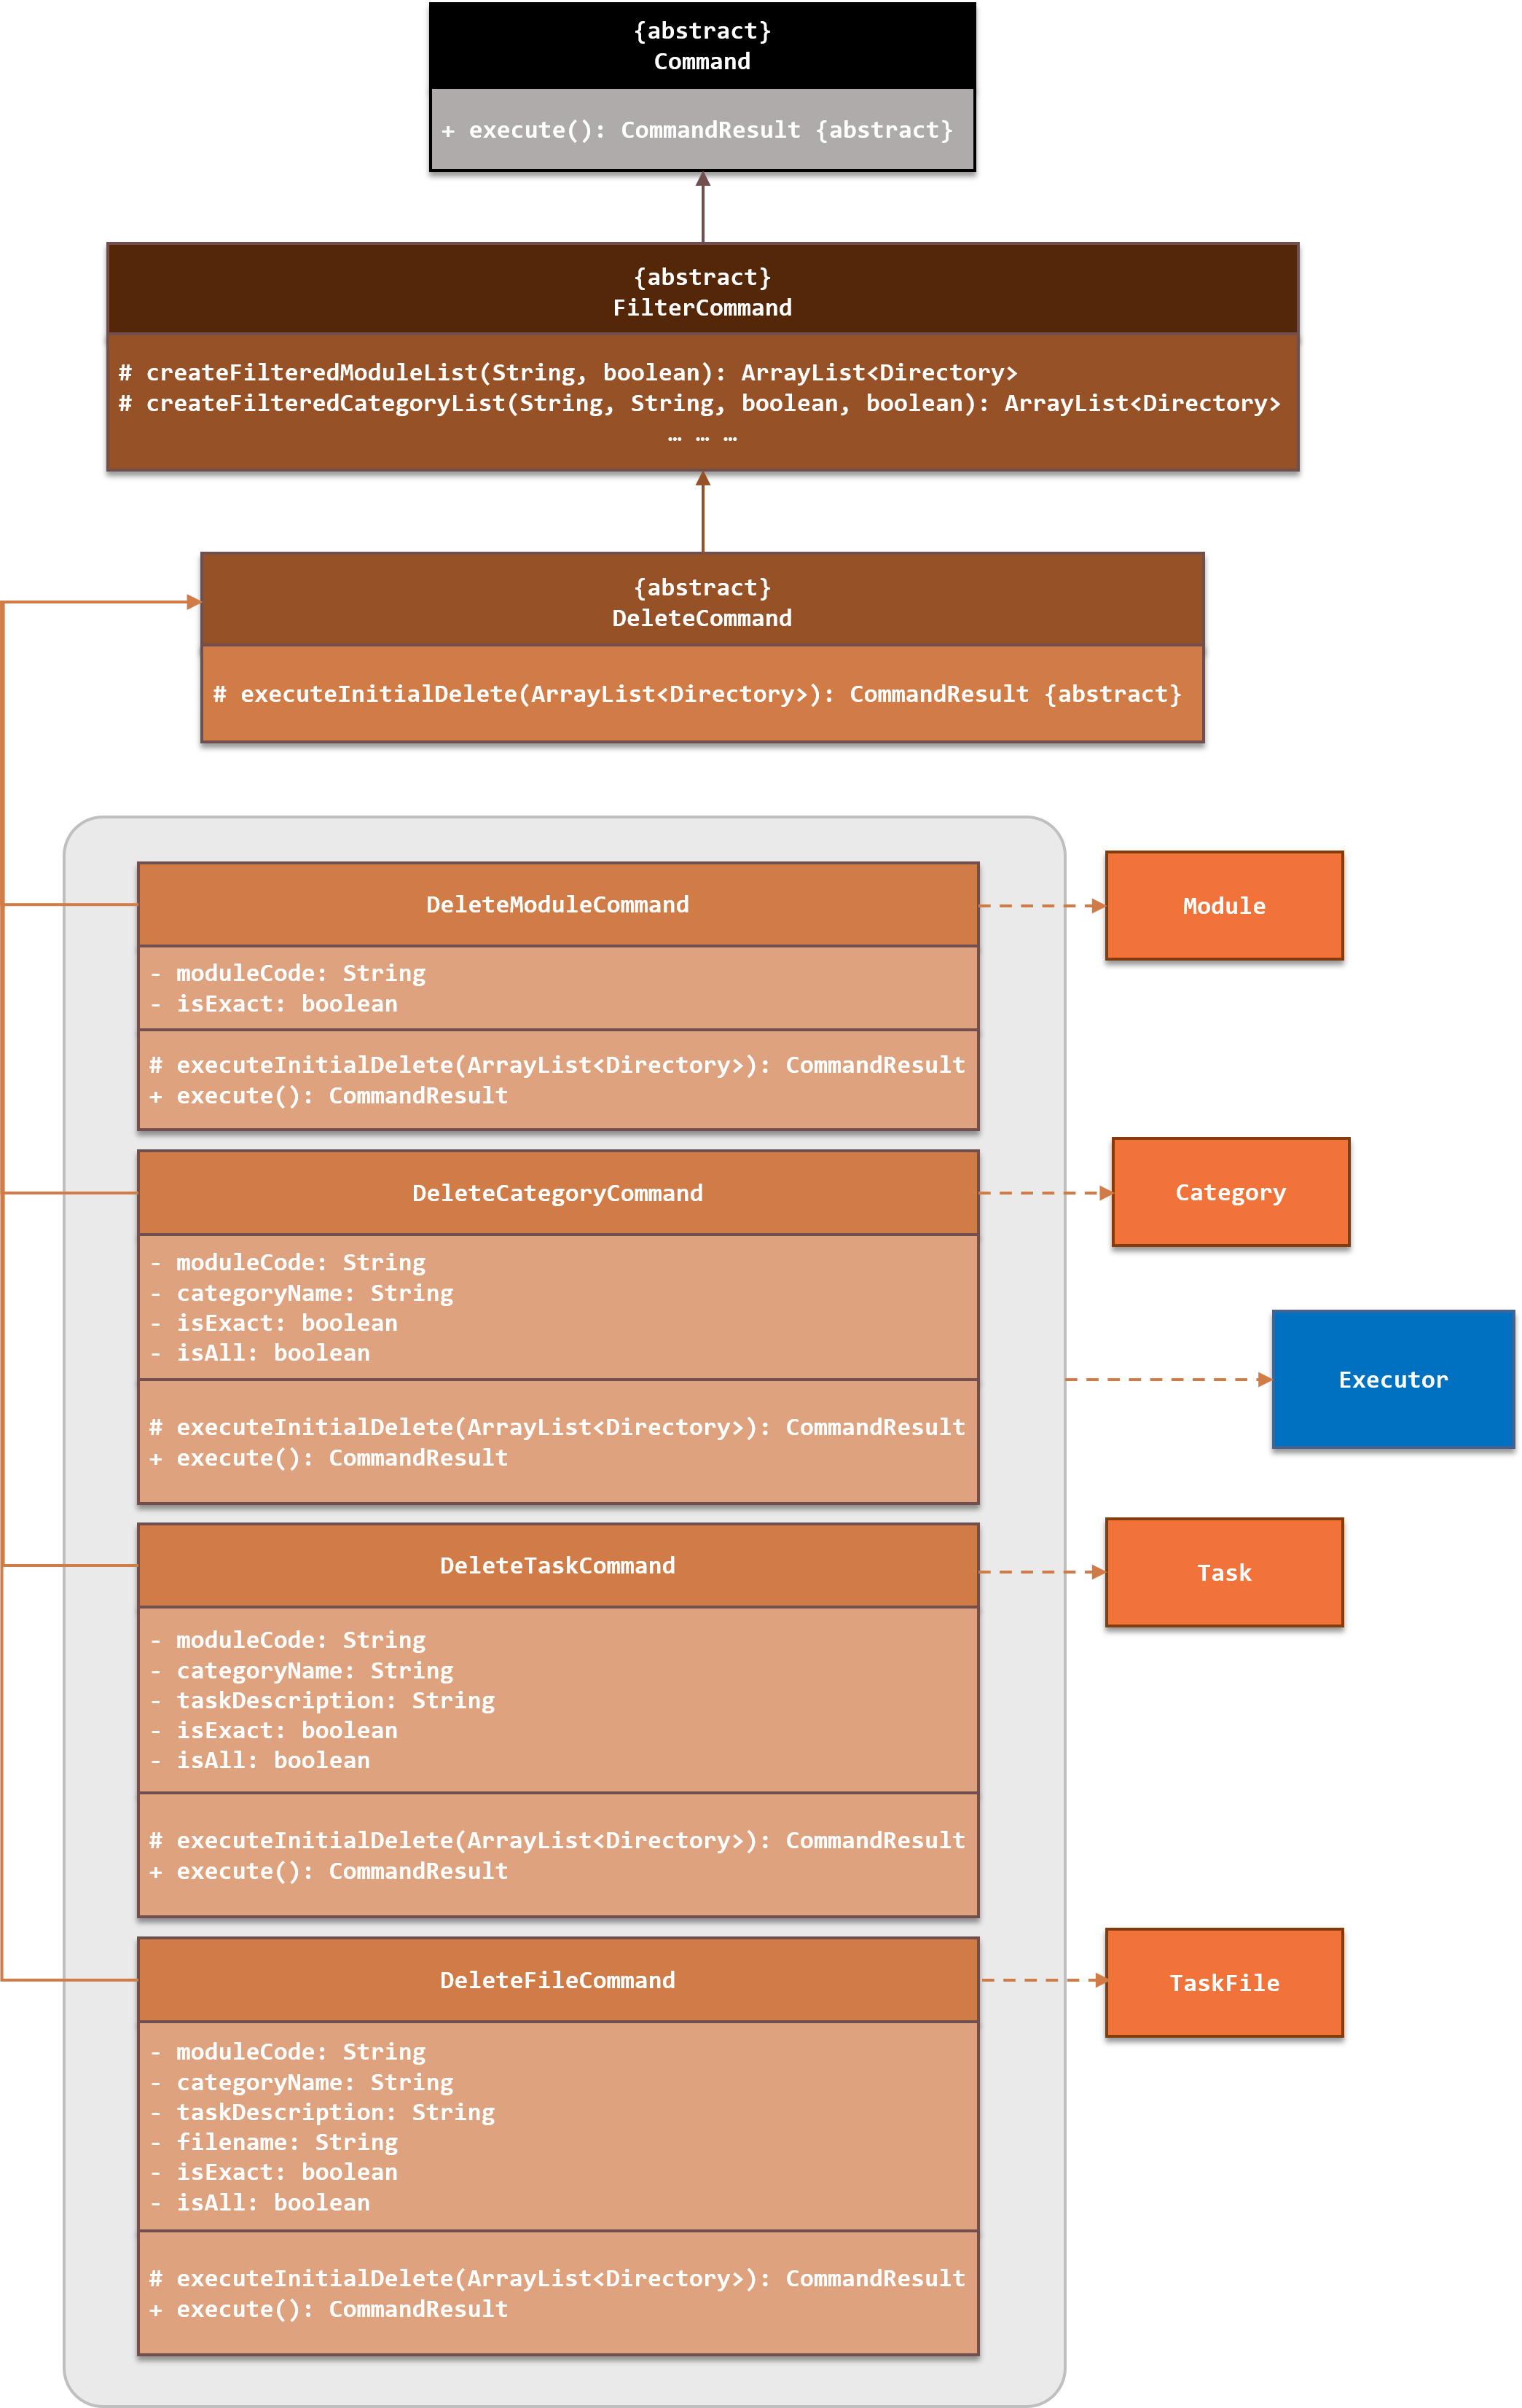 {abstract}
Command
+ execute(): CommandResult {abstract}
{abstract}
FilterCommand
# createFilteredModuleList(String, boolean): ArrayList<Directory>
# createFilteredCategoryList(String, String, boolean, boolean): ArrayList<Directory>
… … …
{abstract}
DeleteCommand
# executeInitialDelete(ArrayList<Directory>): CommandResult {abstract}
DeleteModuleCommand
- moduleCode: String
- isExact: boolean
# executeInitialDelete(ArrayList<Directory>): CommandResult
+ execute(): CommandResult
Module
DeleteCategoryCommand
- moduleCode: String
- categoryName: String
- isExact: boolean
- isAll: boolean
# executeInitialDelete(ArrayList<Directory>): CommandResult
+ execute(): CommandResult
Category
Executor
DeleteTaskCommand
- moduleCode: String
- categoryName: String
- taskDescription: String
- isExact: boolean
- isAll: boolean
# executeInitialDelete(ArrayList<Directory>): CommandResult
+ execute(): CommandResult
Task
DeleteFileCommand
- moduleCode: String
- categoryName: String
- taskDescription: String
- filename: String
- isExact: boolean
- isAll: boolean
# executeInitialDelete(ArrayList<Directory>): CommandResult
+ execute(): CommandResult
TaskFile